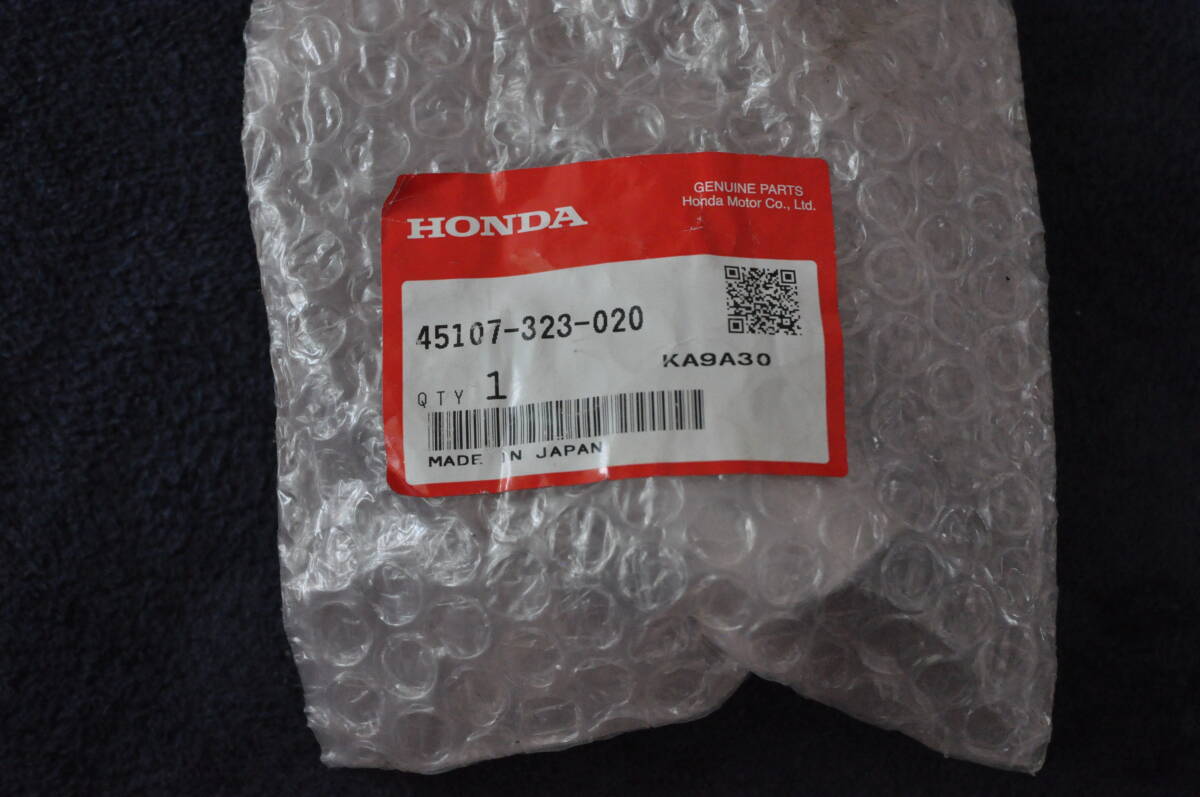 GENUINE PARTS
Honda Motor Co., Ltd.
HONDA
45107-323-020
KA9A30
QTY 1
MADE IN JAPAN